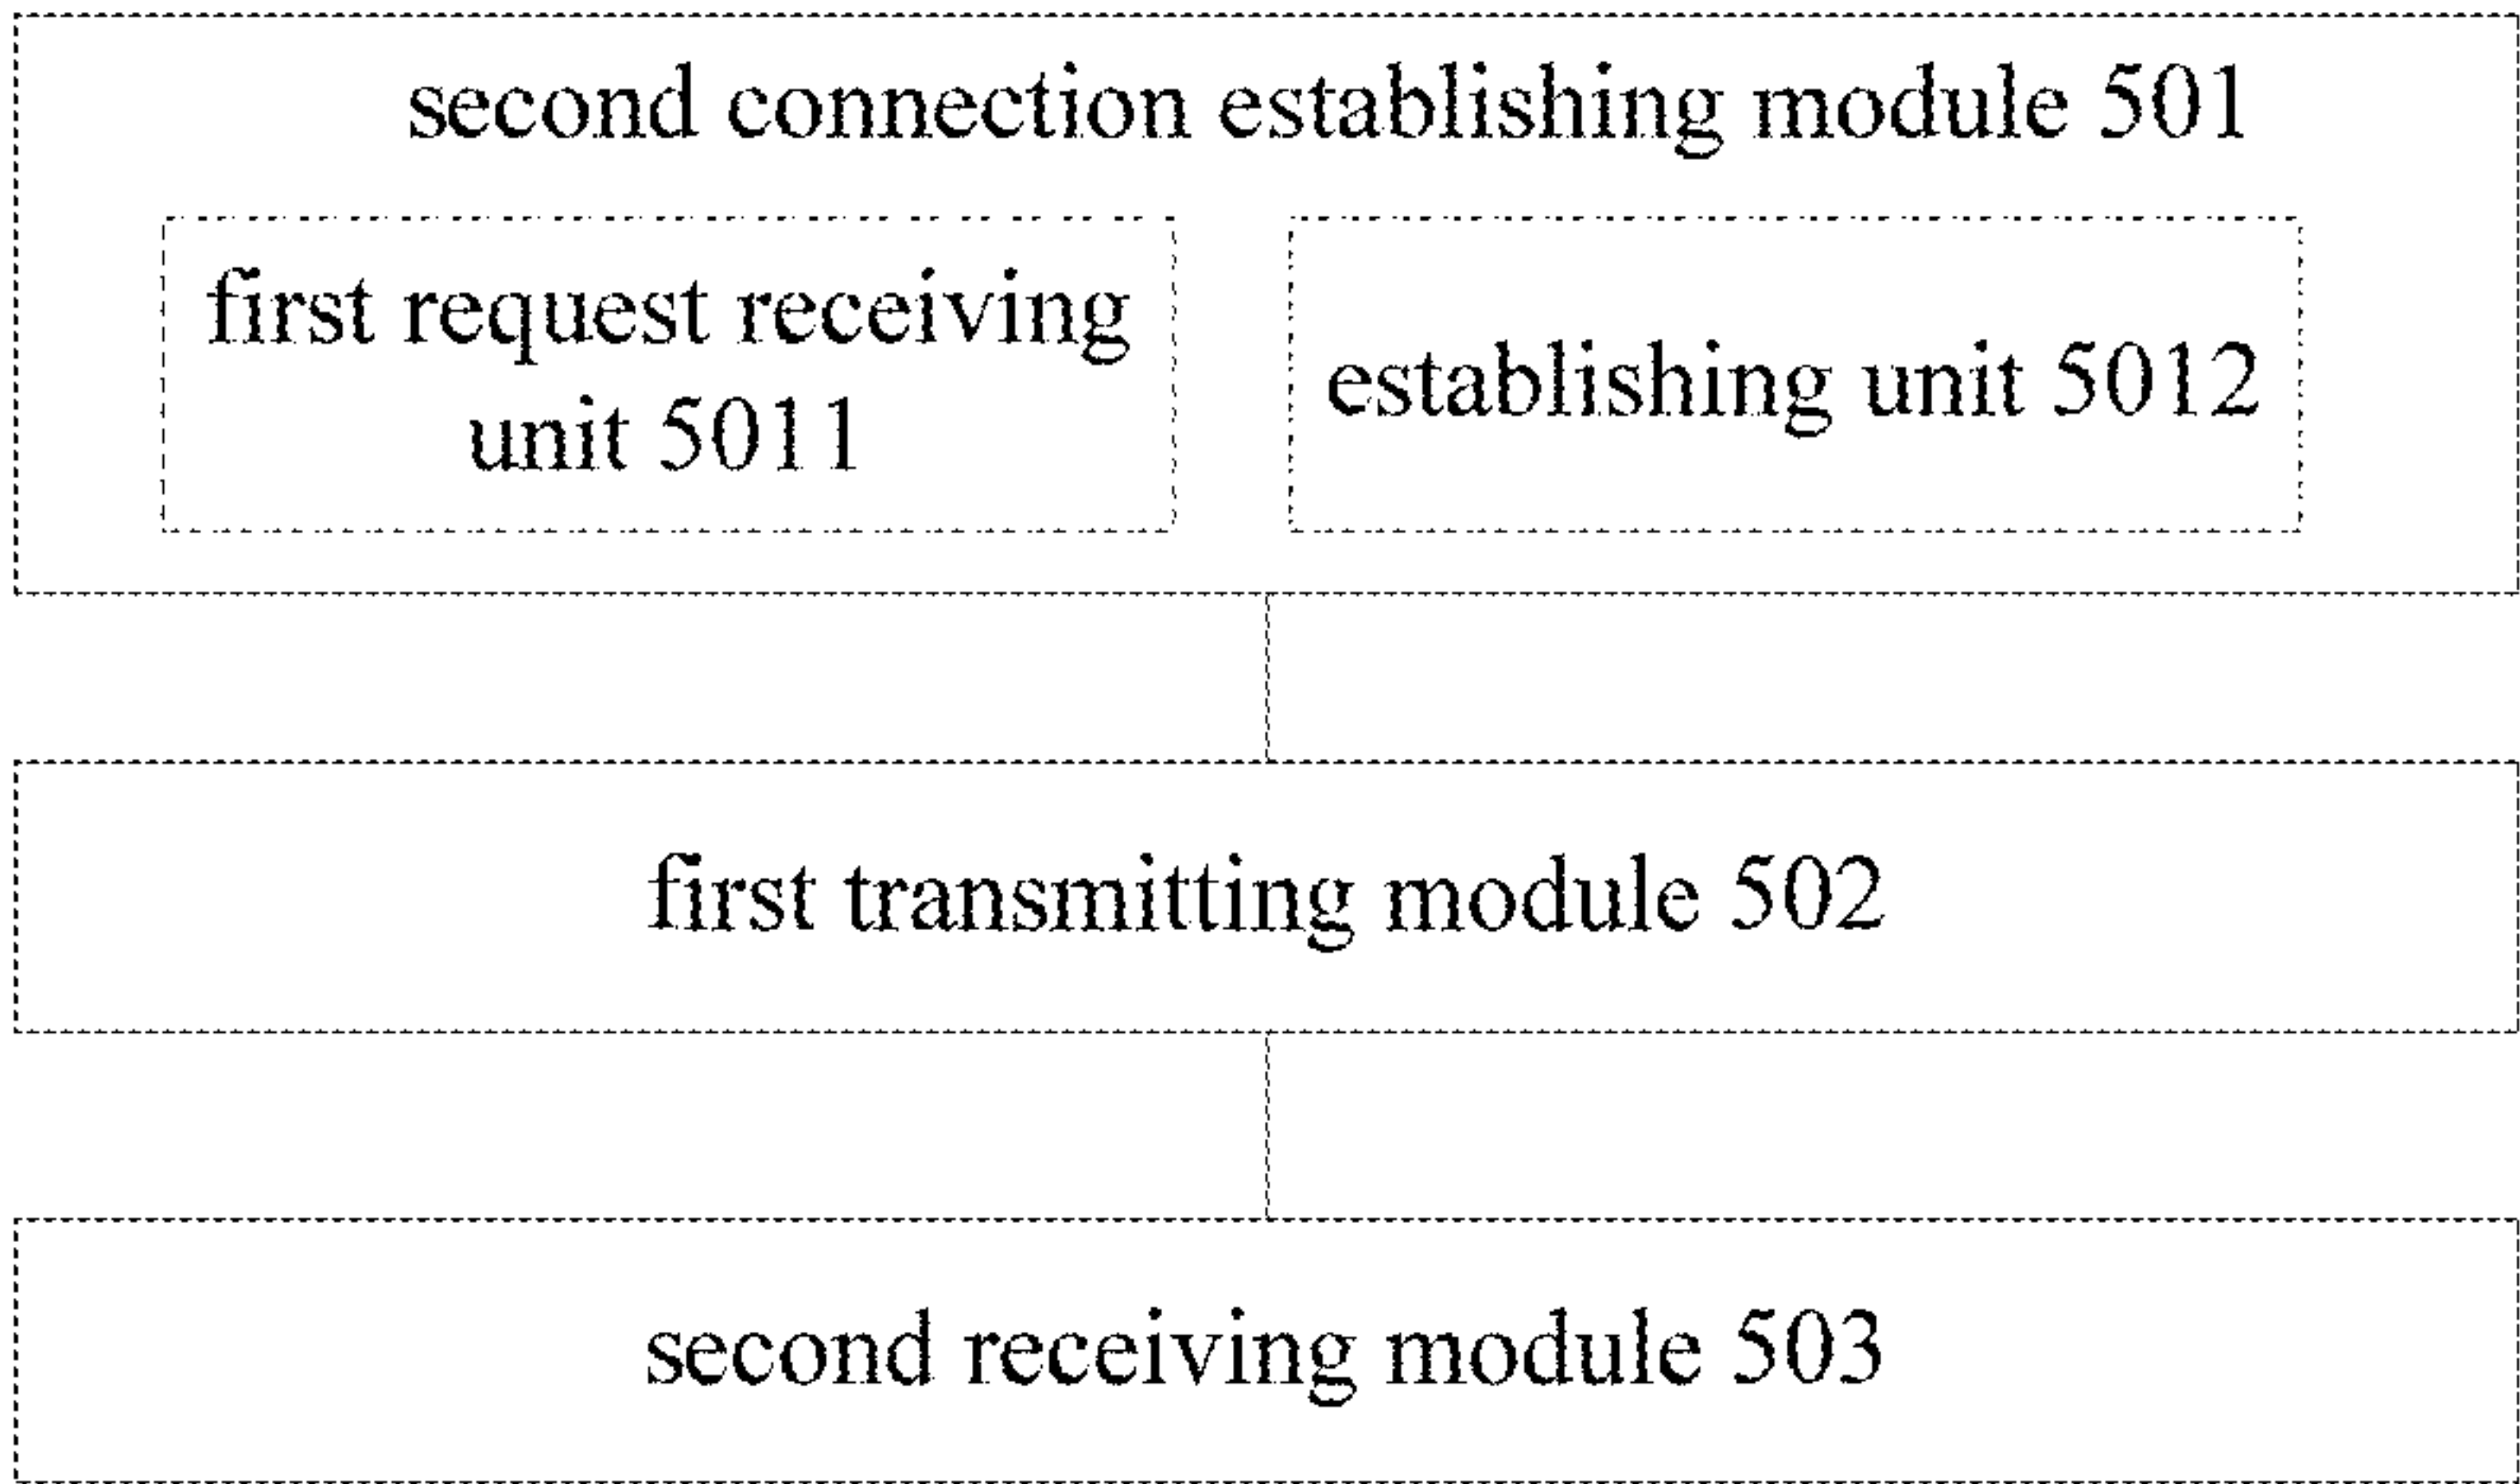 second connection establishing module 501
first request receiving
unit 5011
establishing unit 5012
first transmitting module 502
second receiving module 503